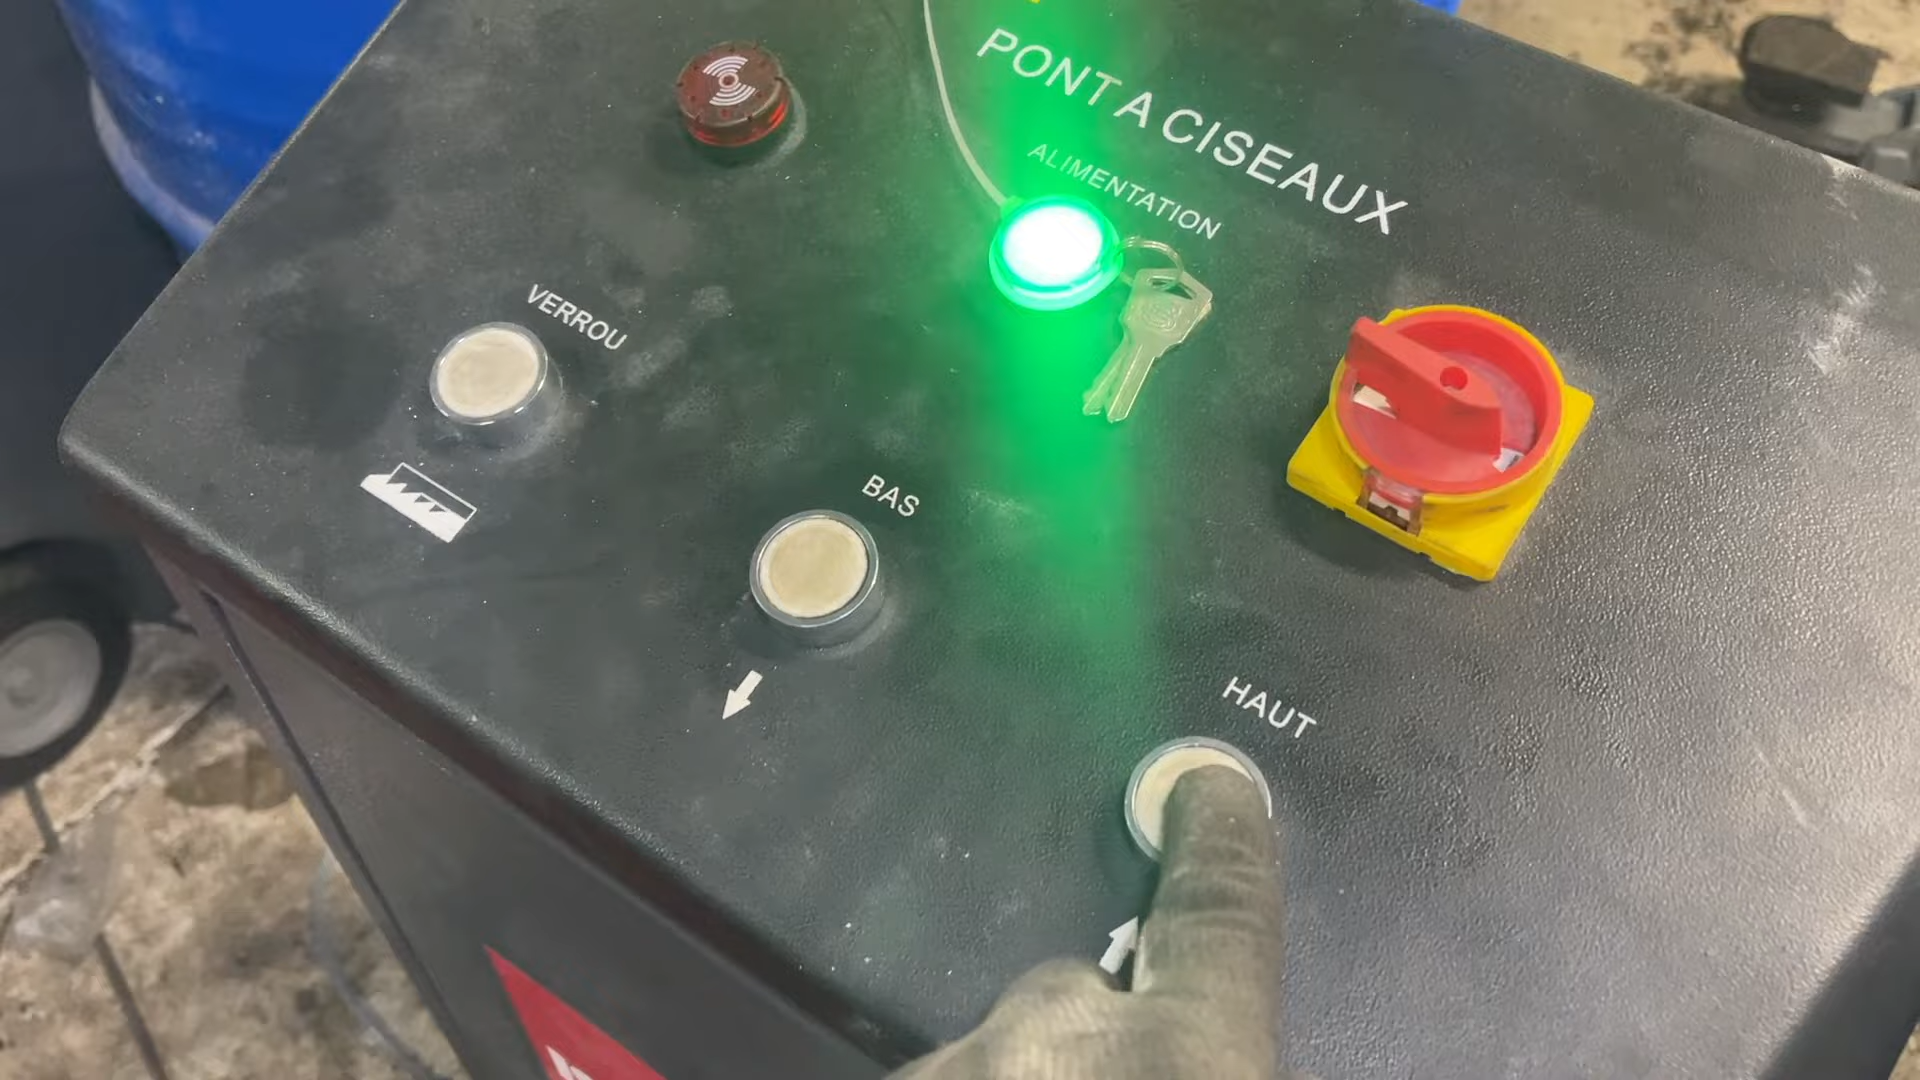 PONT A CISEAUX
ALIMENTATION
VERROU
BAS
HAUT